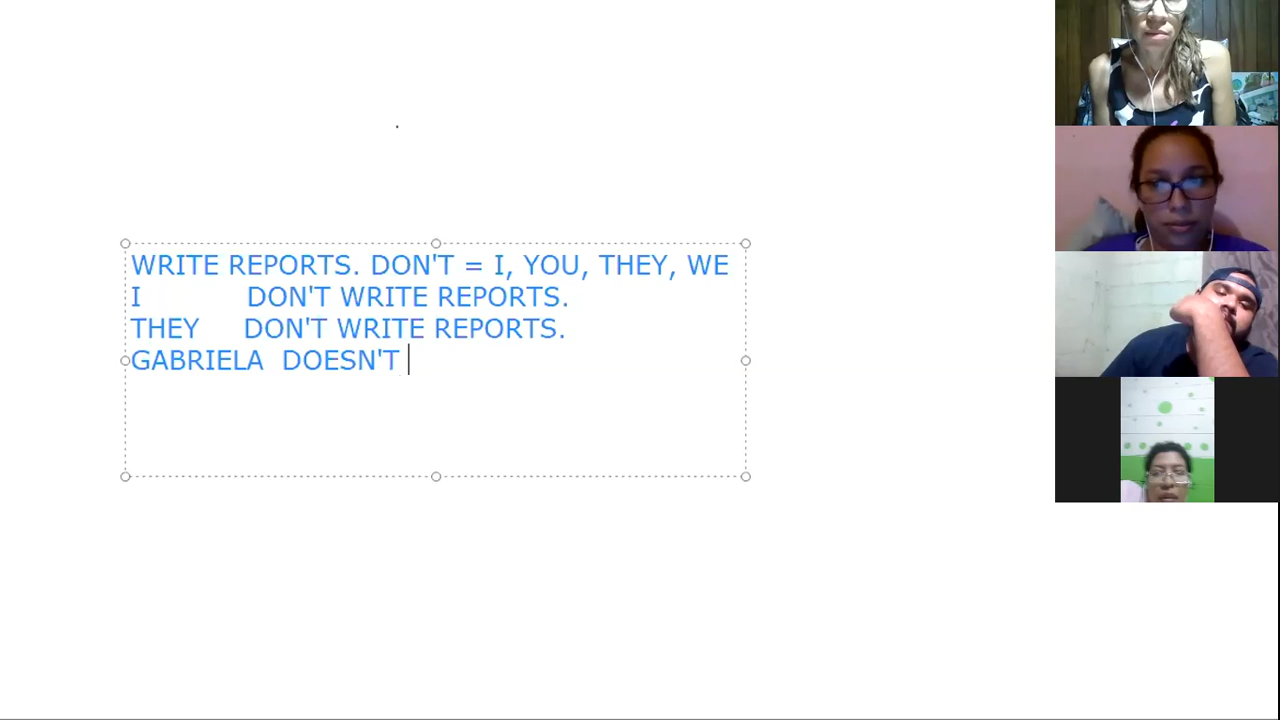 WRITE REPORTS. DON'T = I, YOU, THEY, WE
I DON'T WRITE REPORTS.
THEY DON'T WRITE REPORTS.
GABRIELA DOESN'T